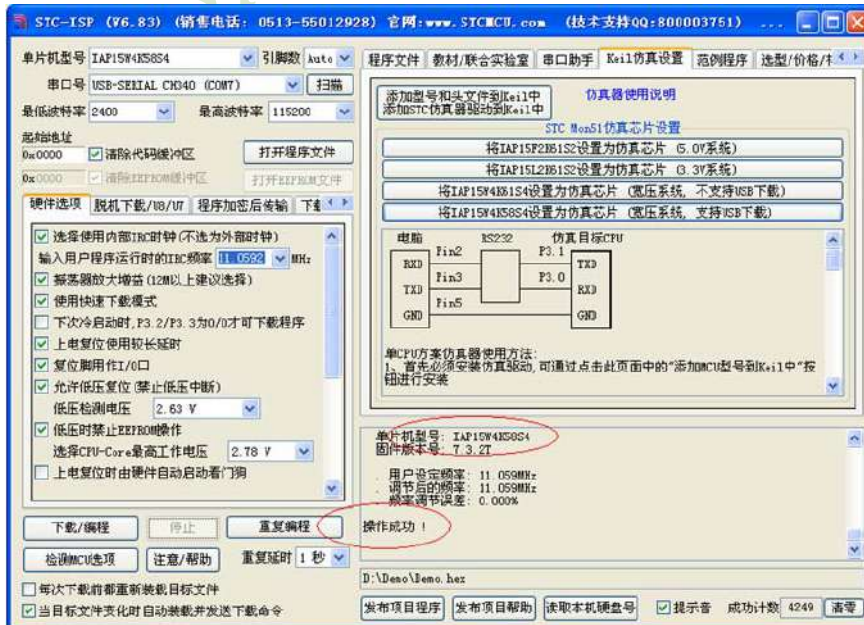 STC-ISP (V6.83) (销售电话: 0513-55012928) 官网:www.STCMCU.com (技术支持QQ:800003751) ...
单片机型号 IAP15W4K58S4 引脚数 Auto
串口号 USB-SERIAL CH340 (COM7) 扫描
最低波特率 2400 最高波特率 115200
起始地址
0x0000 清除代码缓冲区 打开程序文件
0x0000 清除EEPROM缓冲区 打开EEPROM文件
硬件选项 脱机下载/U8/U7 程序加密后传输
选择使用内部IRC时钟(不选为外部时钟)
输入用户程序运行时的IRC频率 11.0592 MHz
振荡器放大增益(12M以上建议选择)
使用快速下载模式
下次冷启动时,P3.2/P3.3为0/0才可下载程序
上电复位使用较长延时
复位脚用作I/O口
允许低压复位(禁止低压中断)
低压检测电压 2.63 V
低压时禁止EEPROM操作
选择CPU-Core最高工作电压 2.78 V
上电复位时由硬件自动启动看门狗
下载/编程 停止 重复编程
检测MCU选项 注意/帮助 重复延时 1 秒
每次下载前都重新装载目标文件
当目标文件变化时自动装载并发送下载命令
程序文件 教材/联合实验室 串口助手 Keil仿真设置 范例程序 选型/价格/
添加型号和头文件到Keil中
添加STC仿真器驱动到Keil中
仿真器使用说明
STC Mon51仿真芯片设置
将IAP15F2K61S2设置为仿真芯片 (5.0V系统)
将IAP15L2K61S2设置为仿真芯片 (3.3V系统)
将IAP15W4K61S4设置为仿真芯片 (宽压系统, 不支持USB下载)
将IAP15W4K58S4设置为仿真芯片 (宽压系统, 支持USB下载)
电脑 RS232 仿真目标CPU
Pin2 P3.1
RXD TXD
Pin3 P3.0
TXD RXD
Pin5
GND GND
单CPU方案仿真器使用方法:
1、首先必须安装仿真驱动,可通过点击此页面中的“添加MCU型号到Keil中”按
钮进行安装
单片机型号: IAP15W4K58S4
固件版本号: 7.3.2T
. 用户设定频率: 11.059MHz
. 调节后的频率: 11.059MHz
. 频率调节误差: 0.000%
操作成功 !
D:\Demo\Demo.hex
发布项目程序 发布项目帮助 读取本机硬盘号 提示音 成功计数 4249 清零